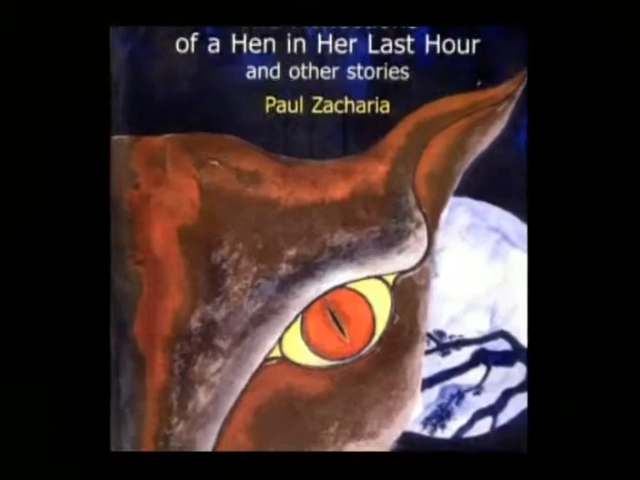 of a Hen in Her Last Hour
and other stories
Paul Zacharia